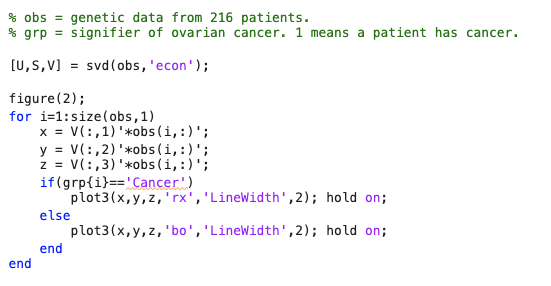 % obs = genetic data from 216 patients.
% grp = signifier of ovarian cancer. 1 means a patient has cancer.
[U,S,V] = svd(obs,'econ');
figure(2);
for i=1:size(obs,1)
x = V(:,1)'*obs(i,:)';
y = V(:,2)'*obs(i,:)';
z = V(:,3)'*obs(i,:)';
if(grp{i}=='Cancer')
plot3(x,y,z,'rx','LineWidth',2); hold on;
else
plot3(x,y,z,'bo','LineWidth',2); hold on;
end
end